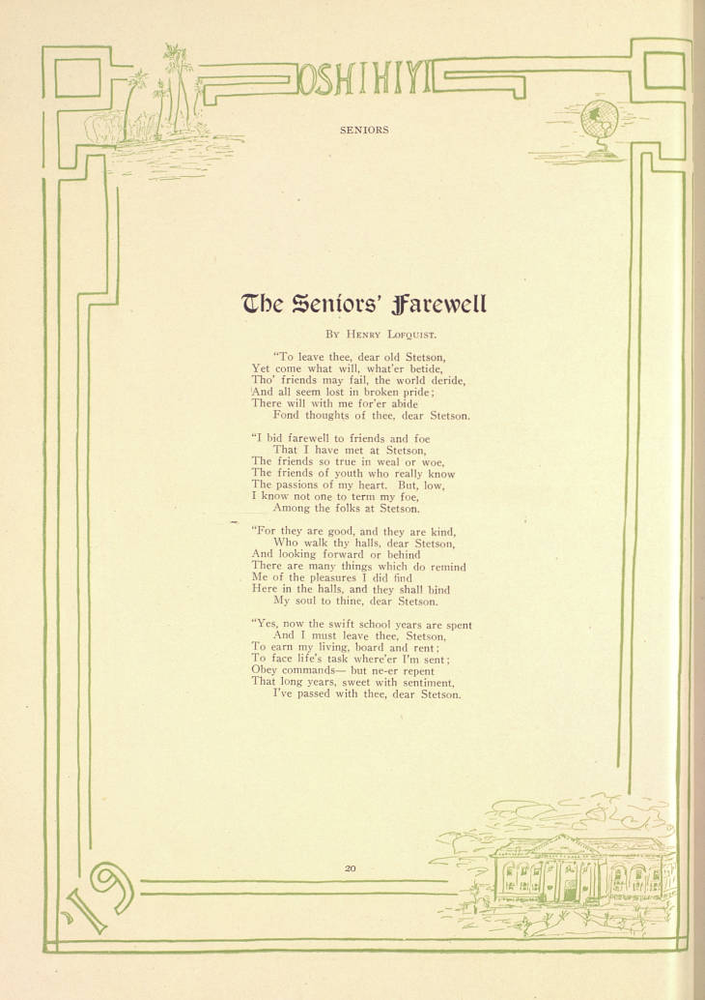 OSHIHIYI
SENIORS
The Seniors' Farewell
By Henry Lofquist.
"To leave thee, dear old Stetson,
Yet come what will, what'er betide,
Tho' friends may fail, the world deride,
And all seem lost in broken pride;
There will with me for'er abide
Fond thoughts of thee, dear Stetson.
"I bid farewell to friends and foe
That I have met at Stetson,
The friends so true in weal or woe,
The friends of youth who really know
The passions of my heart. But, low,
I know not one to term my foe,
Among the folks at Stetson.
"For they are good, and they are kind,
Who walk thy halls, dear Stetson,
And looking forward or behind
There are many things which do remind
Me of the pleasures I did find
Here in the halls, and they shall bind
My soul to thine, dear Stetson.
"Yes, now the swift school years are spent
And I must leave thee, Stetson,
To earn my living, board and rent;
To face life's task where'er I'm sent;
Obey commands— but ne-er repent
That long years, sweet with sentiment,
I've passed with thee, dear Stetson.
20
'19